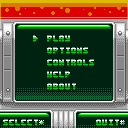 PLAY
OPTIONS
CONTROLS
HELP
ABOUT
SELECT* QUIT*